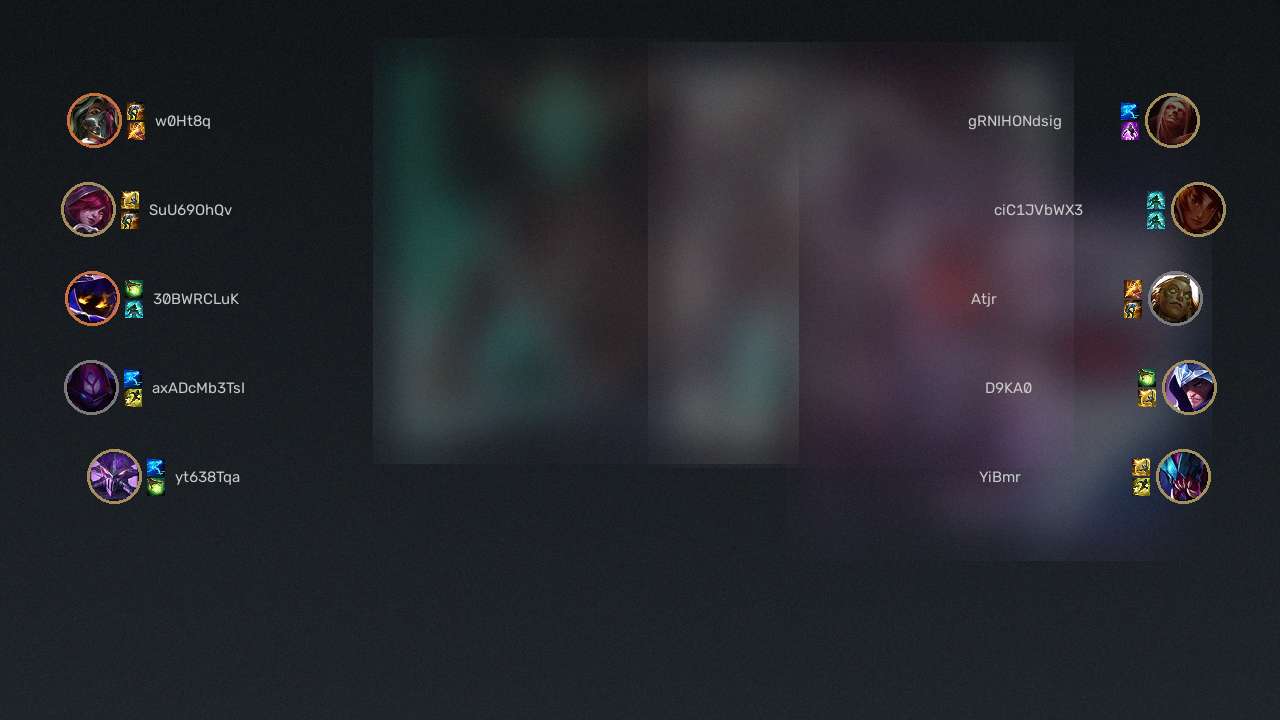 w0Ht8q
SuU69OhQv
30BWRCLuK
axADcMb3TsI
yt638Tqa
gRNIHONdsig
ciC1JVbWX3
Atjr
D9KA0
YiBmr